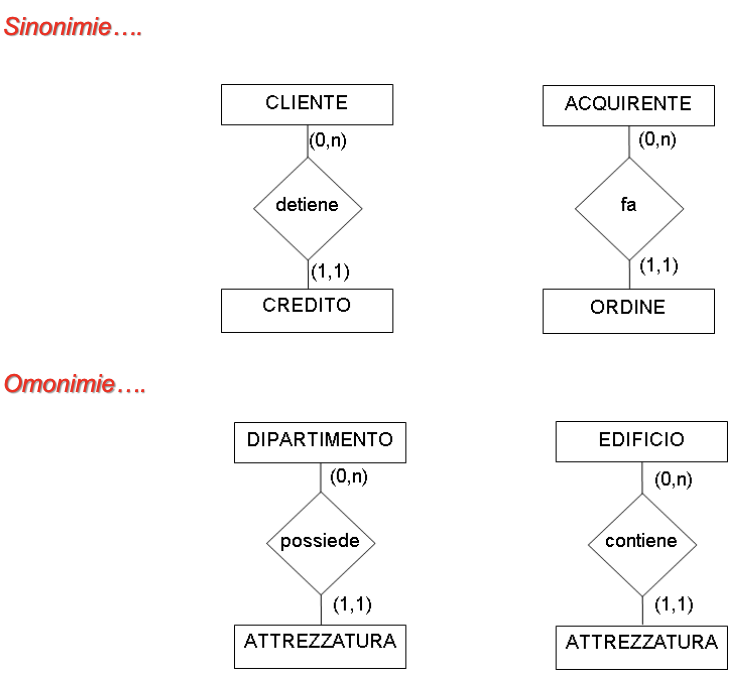 Sinonimie….
CLIENTE
ACQUIRENTE
(0,n)
(0,n)
detiene
fa
(1,1)
(1,1)
CREDITO
ORDINE
Omonimie….
DIPARTIMENTO
EDIFICIO
(0,n)
(0,n)
possiede
contiene
(1,1)
(1,1)
ATTREZZATURA
ATTREZZATURA